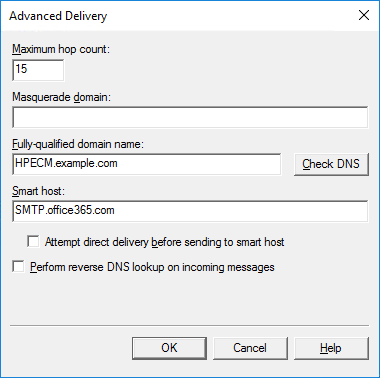 Advanced Delivery
Maximum hop count:
15
Masquerade domain:
Fully-qualified domain name:
HPECM.example.com
Check DNS
Smart host:
SMTP.office365.com
Attempt direct delivery before sending to smart host
Perform reverse DNS lookup on incoming messages
OK
Cancel
Help